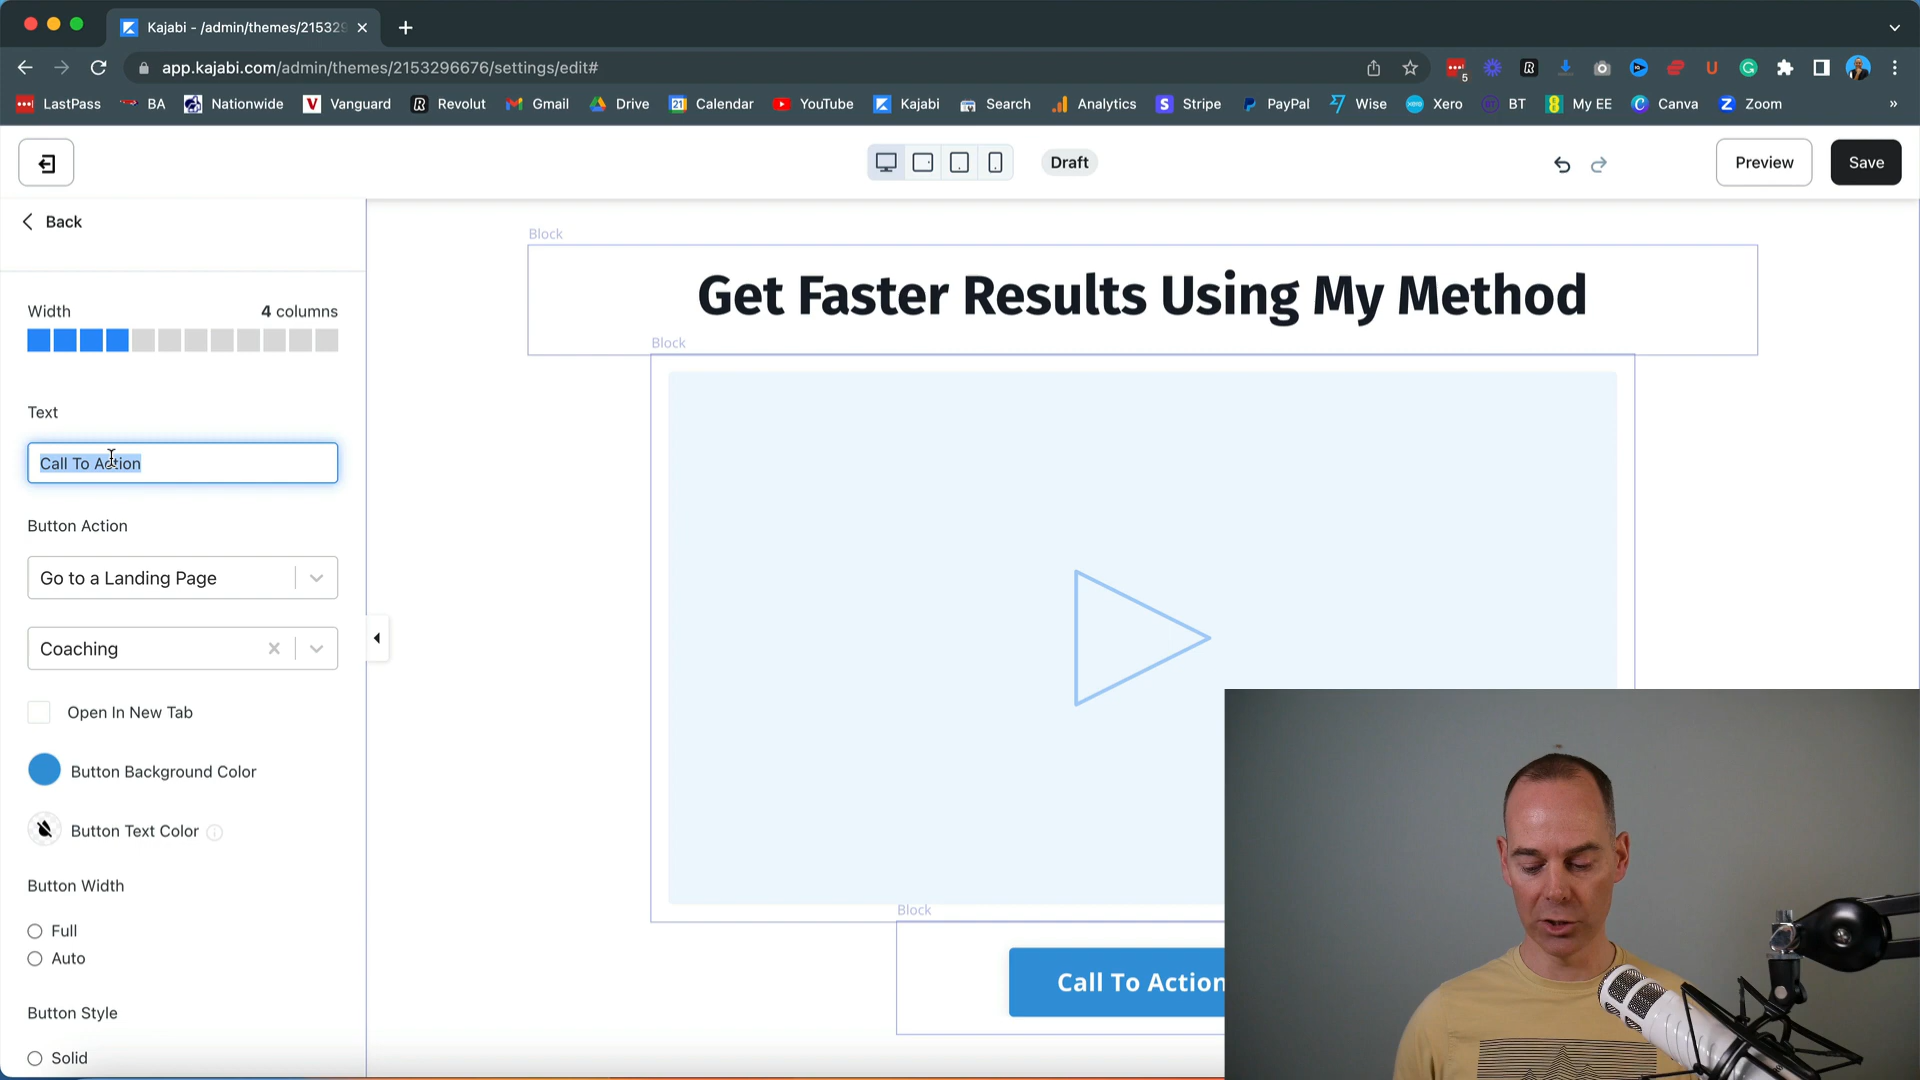 Kajabi - /admin/themes/215329
app.kajabi.com/admin/themes/2153296676/settings/edit#
5
LastPass
BA
Nationwide
Vanguard
Revolut
Gmail
Drive
21
Calendar
YouTube
Kajabi
Search
Analytics
Stripe
PayPal
Wise
Xero
BT
My EE
Canva
Zoom
»
Draft
Preview
Save
Back
Width
4 columns
Text
Call To Action
Button Action
Go to a Landing Page
Coaching
Open In New Tab
Button Background Color
Button Text Color
Button Width
Full
Auto
Button Style
Solid
Block
Get Faster Results Using My Method
Block
Block
Call To Action